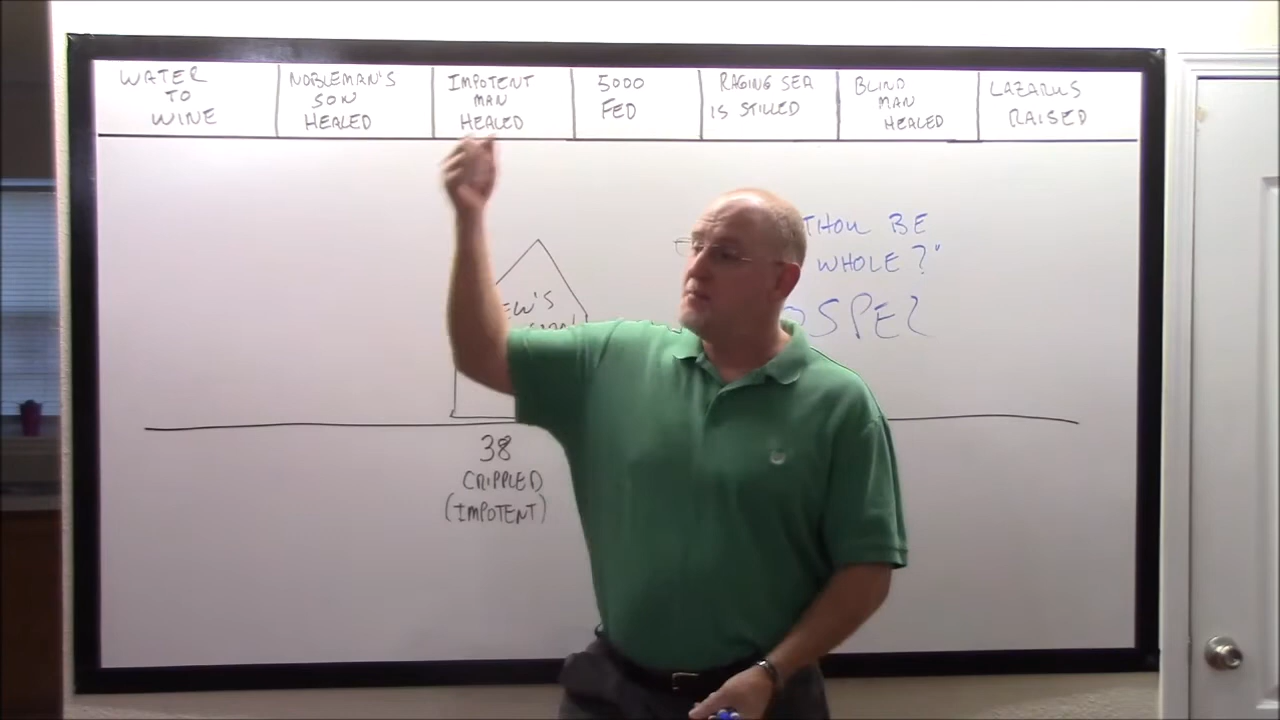 WATER
TO
WINE
NOBLEMAN'S
SON
HEALED
IMPOTENT
MAN
HEALED
5000
FED
RAGING SEA
IS STILLED
BLIND
MAN
HEALED
LAZARUS
RAISED
THOU BE
WHOLE?"
38
CRIPPLED
(IMPOTENT)